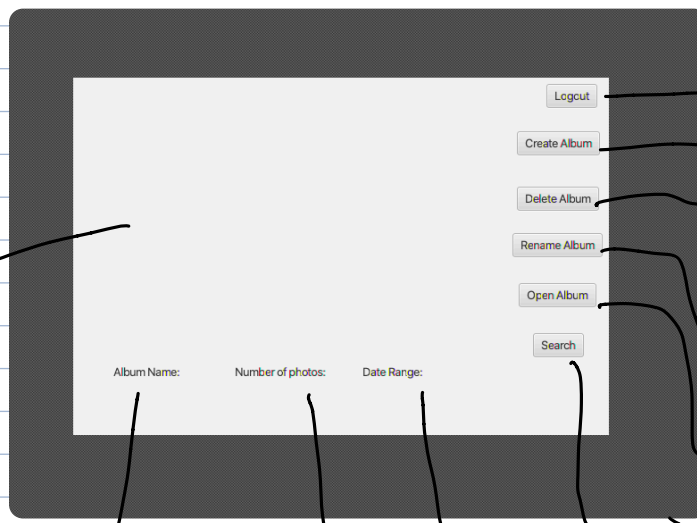 Logout
Create Album
Delete Album
Rename Album
Open Album
Search
Album Name: Number of photos: Date Range: